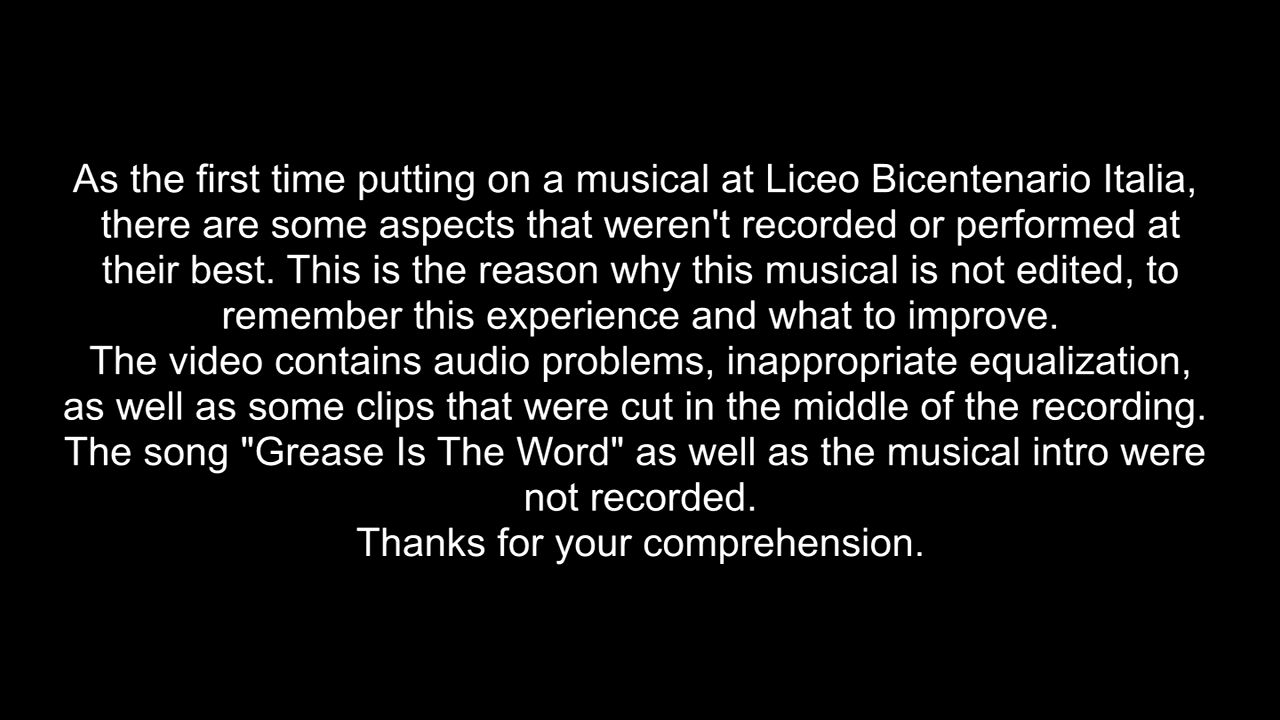 As the first time putting on a musical at Liceo Bicentenario Italia,
there are some aspects that weren't recorded or performed at
their best. This is the reason why this musical is not edited, to
remember this experience and what to improve.
The video contains audio problems, inappropriate equalization,
as well as some clips that were cut in the middle of the recording.
The song "Grease Is The Word" as well as the musical intro were
not recorded.
Thanks for your comprehension.